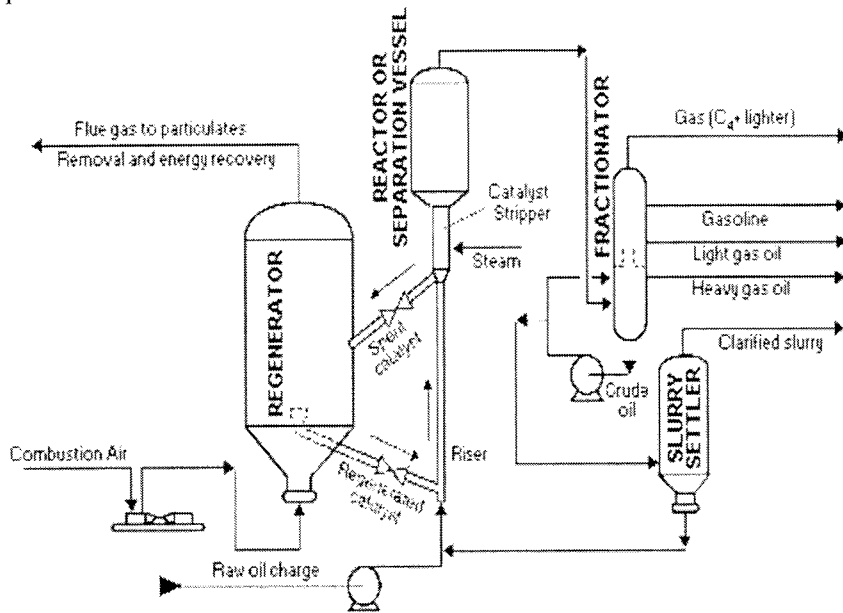 REACTOR OR
SEPARATION VESSEL
Flue gas to particulates
Removal and energy recovery
Catalyst
Stripper
Steam
FRACTIONATOR
Gas (C4+ lighter)
Gasoline
Light gas oil
Heavy gas oil
Clarified slurry
REGENERATOR
Spent
catalyst
Cruda
oil
SLURRY
SETTLER
Combustion Air
Riser
Regenerated
catalyst
Raw oil charge